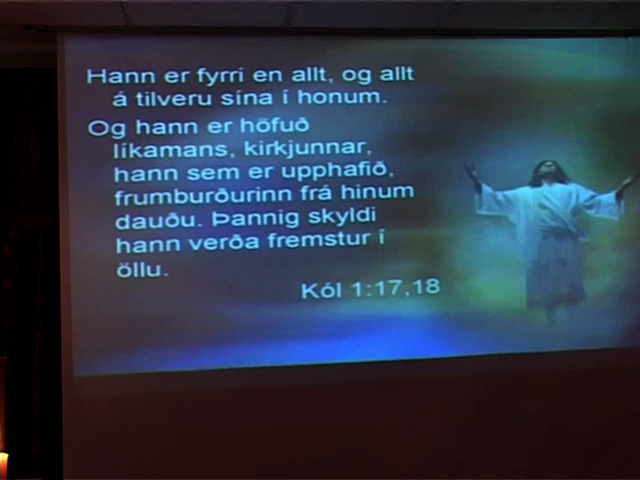 Hann er fyrri en allt, og allt
á tilveru sína í honum.
Og hann er höfuð
líkamans, kirkjunnar,
hann sem er upphafið,
frumburðurinn frá hinum
dauðu. Þannig skyldi
hann verða fremstur í
öllu.
Kól 1:17,18